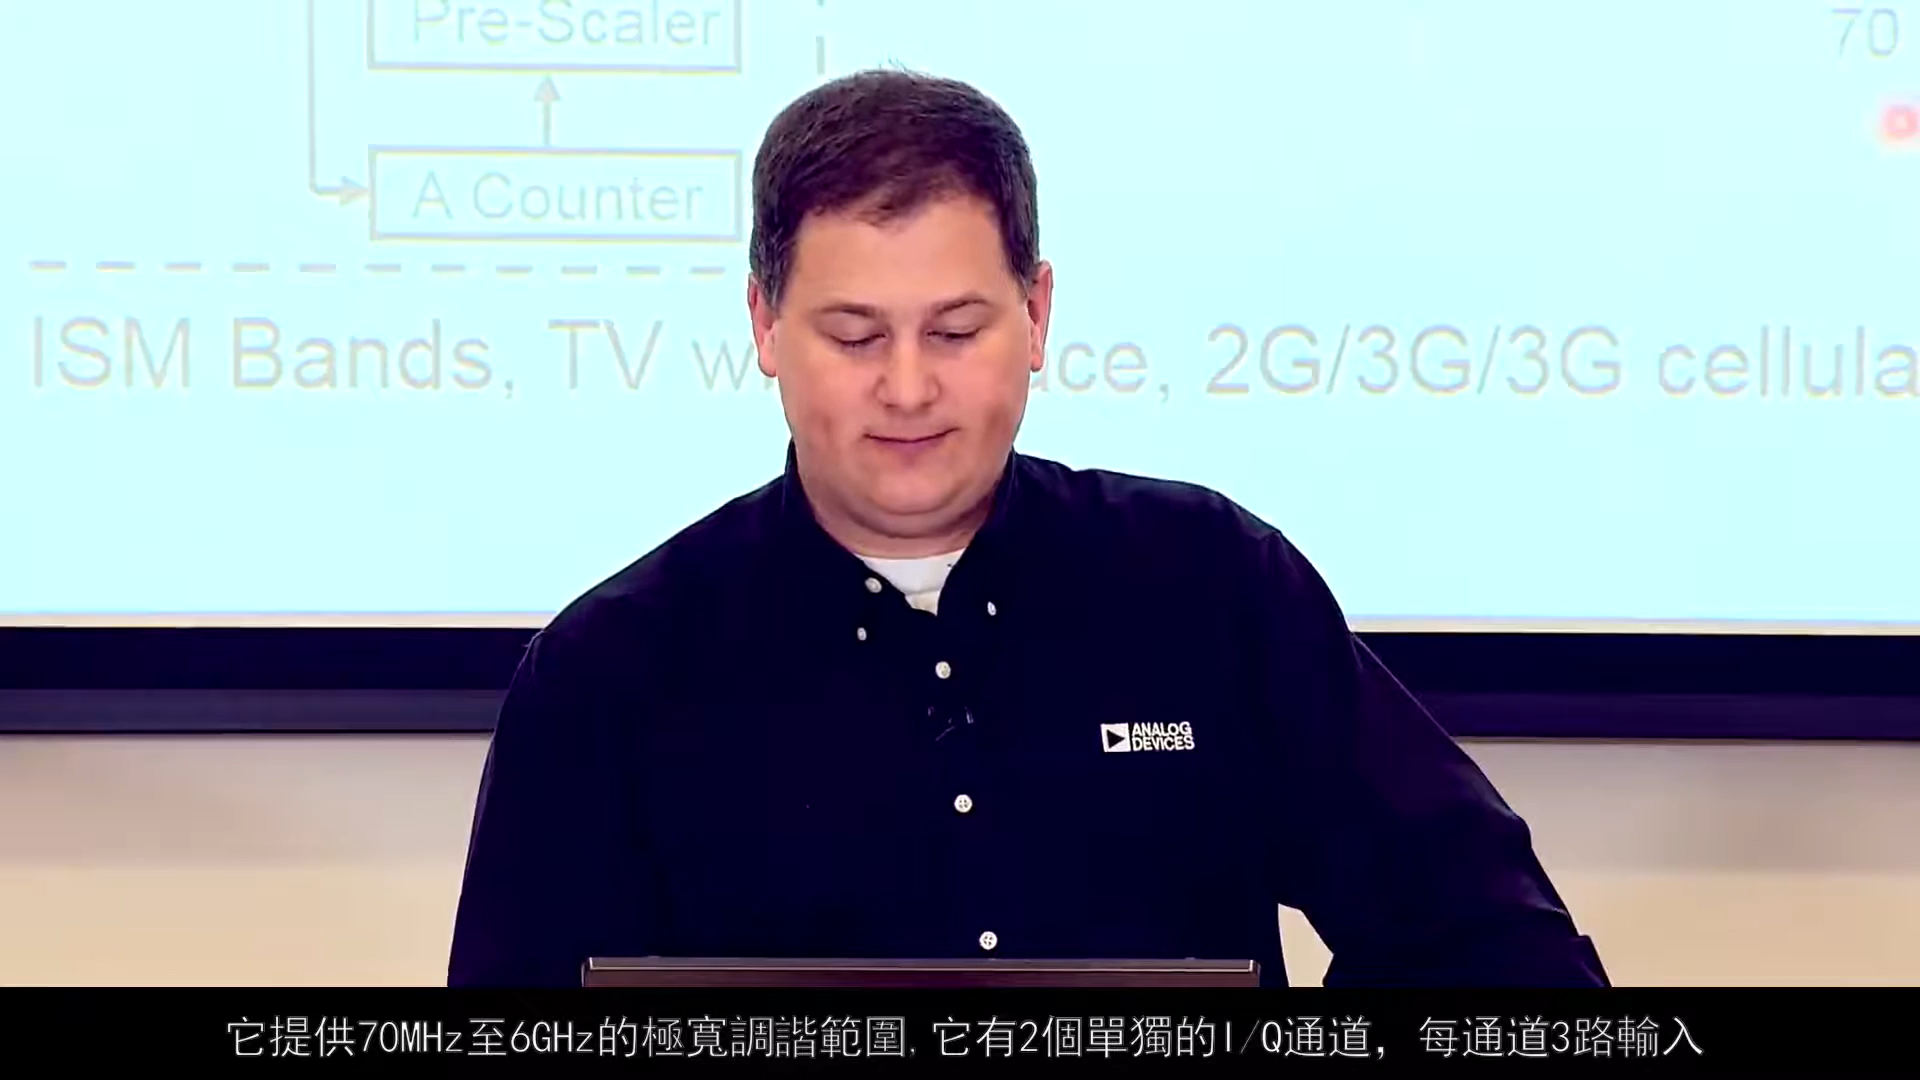 Pre-Scaler
70
A Counter
ISM Bands, TV w ace, 2G/3G/3G cellula
ANALOG
DEVICES
它提供70MHz至6GHz的極寬調諧範圍, 它有2個單獨的I/Q通道，每通道3路輸入